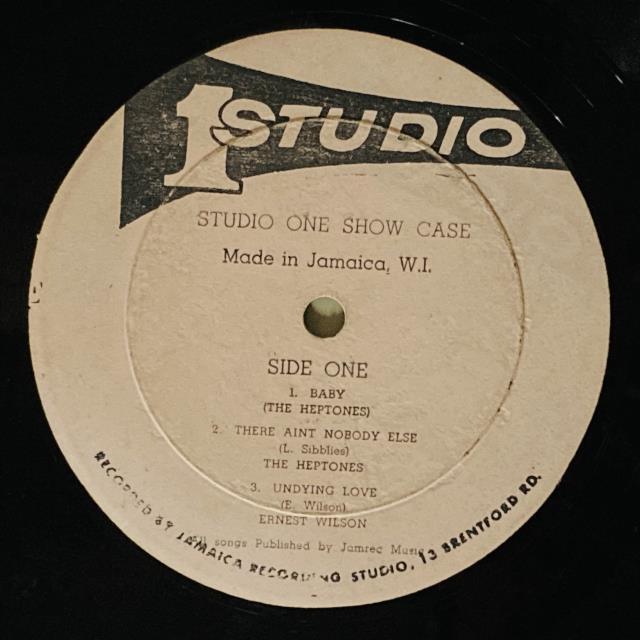 1 STUDIO
STUDIO ONE SHOW CASE
Made in Jamaica, W.I.
SIDE ONE
1. BABY
(THE HEPTONES)
2. THERE AINT NOBODY ELSE
(L. Sibblies)
THE HEPTONES
3. UNDYING LOVE
(E. Wilson)
ERNEST WILSON
All songs Published by Jamrec Music
RECORDED BY JAMAICA RECORDING STUDIO, 13 BRENTFORD RD.